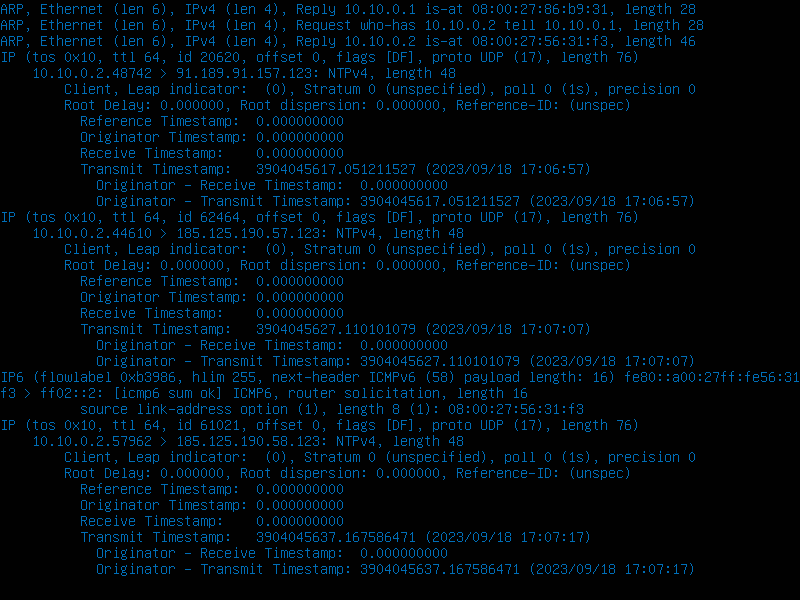 ARP, Ethernet (len 6), IPv4 (len 4), Reply 10.10.0.1 is-at 08:00:27:86:b9:31, length 28
ARP, Ethernet (len 6), IPv4 (len 4), Request who-has 10.10.0.2 tell 10.10.0.1, length 28
ARP, Ethernet (len 6), IPv4 (len 4), Reply 10.10.0.2 is-at 08:00:27:56:31:f3, length 46
IP (tos 0x10, ttl 64, id 20620, offset 0, flags [DF], proto UDP (17), length 76)
    10.10.0.2.48742 > 91.189.91.157.123: NTPv4, length 48
        Client, Leap indicator:  (0), Stratum 0 (unspecified), poll 0 (1s), precision 0
        Root Delay: 0.000000, Root dispersion: 0.000000, Reference-ID: (unspec)
          Reference Timestamp:  0.000000000
          Originator Timestamp: 0.000000000
          Receive Timestamp:    0.000000000
          Transmit Timestamp:   3904045617.051211527 (2023/09/18 17:06:57)
            Originator - Receive Timestamp:  0.000000000
            Originator - Transmit Timestamp: 3904045617.051211527 (2023/09/18 17:06:57)
IP (tos 0x10, ttl 64, id 62464, offset 0, flags [DF], proto UDP (17), length 76)
    10.10.0.2.44610 > 185.125.190.57.123: NTPv4, length 48
        Client, Leap indicator:  (0), Stratum 0 (unspecified), poll 0 (1s), precision 0
        Root Delay: 0.000000, Root dispersion: 0.000000, Reference-ID: (unspec)
          Reference Timestamp:  0.000000000
          Originator Timestamp: 0.000000000
          Receive Timestamp:    0.000000000
          Transmit Timestamp:   3904045627.110101079 (2023/09/18 17:07:07)
            Originator - Receive Timestamp:  0.000000000
            Originator - Transmit Timestamp: 3904045627.110101079 (2023/09/18 17:07:07)
IP6 (flowlabel 0xb3986, hlim 255, next-header ICMPv6 (58) payload length: 16) fe80::a00:27ff:fe56:31
f3 > ff02::2: [icmp6 sum ok] ICMP6, router solicitation, length 16
          source link-address option (1), length 8 (1): 08:00:27:56:31:f3
IP (tos 0x10, ttl 64, id 61021, offset 0, flags [DF], proto UDP (17), length 76)
    10.10.0.2.57962 > 185.125.190.58.123: NTPv4, length 48
        Client, Leap indicator:  (0), Stratum 0 (unspecified), poll 0 (1s), precision 0
        Root Delay: 0.000000, Root dispersion: 0.000000, Reference-ID: (unspec)
          Reference Timestamp:  0.000000000
          Originator Timestamp: 0.000000000
          Receive Timestamp:    0.000000000
          Transmit Timestamp:   3904045637.167586471 (2023/09/18 17:07:17)
            Originator - Receive Timestamp:  0.000000000
            Originator - Transmit Timestamp: 3904045637.167586471 (2023/09/18 17:07:17)